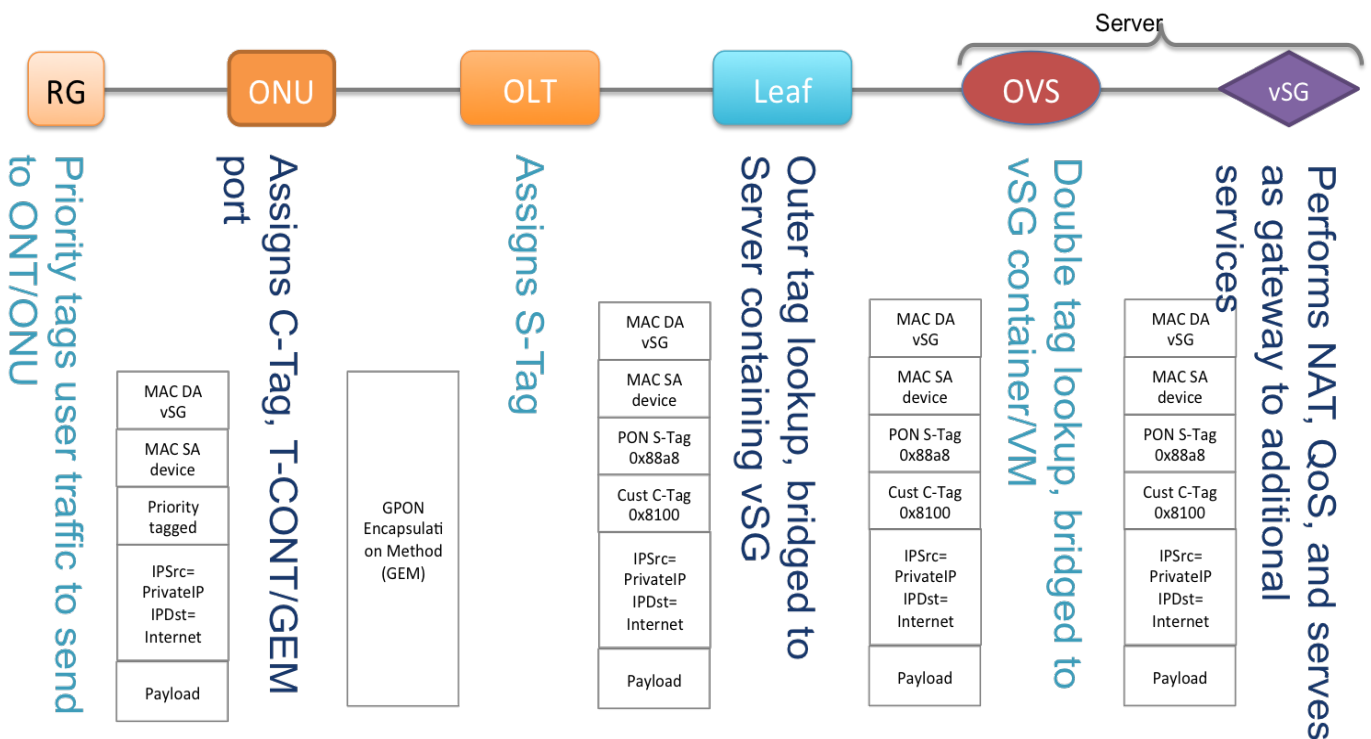 Server
RG
ONU
OLT
Leaf
OVS
vSG
Priority tags user traffic to send
to ONT/ONU
Assigns C-Tag, T-CONT/GEM
port
Assigns S-Tag
Outer tag lookup, bridged to
Server containing vSG
Double tag lookup, bridged to
vSG container/VM
Performs NAT, QoS, and serves
as gateway to additional
services
MAC DA
vSG
MAC SA
device
Priority
tagged
IPSrc=
PrivateIP
IPDst=
Internet
Payload
GPON
Encapsulati
on Method
(GEM)
MAC DA
vSG
MAC SA
device
PON S-Tag
0x88a8
Cust C-Tag
0x8100
IPSrc=
PrivateIP
IPDst=
Internet
Payload
MAC DA
vSG
MAC SA
device
PON S-Tag
0x88a8
Cust C-Tag
0x8100
IPSrc=
PrivateIP
IPDst=
Internet
Payload
MAC DA
vSG
MAC SA
device
PON S-Tag
0x88a8
Cust C-Tag
0x8100
IPSrc=
PrivateIP
IPDst=
Internet
Payload